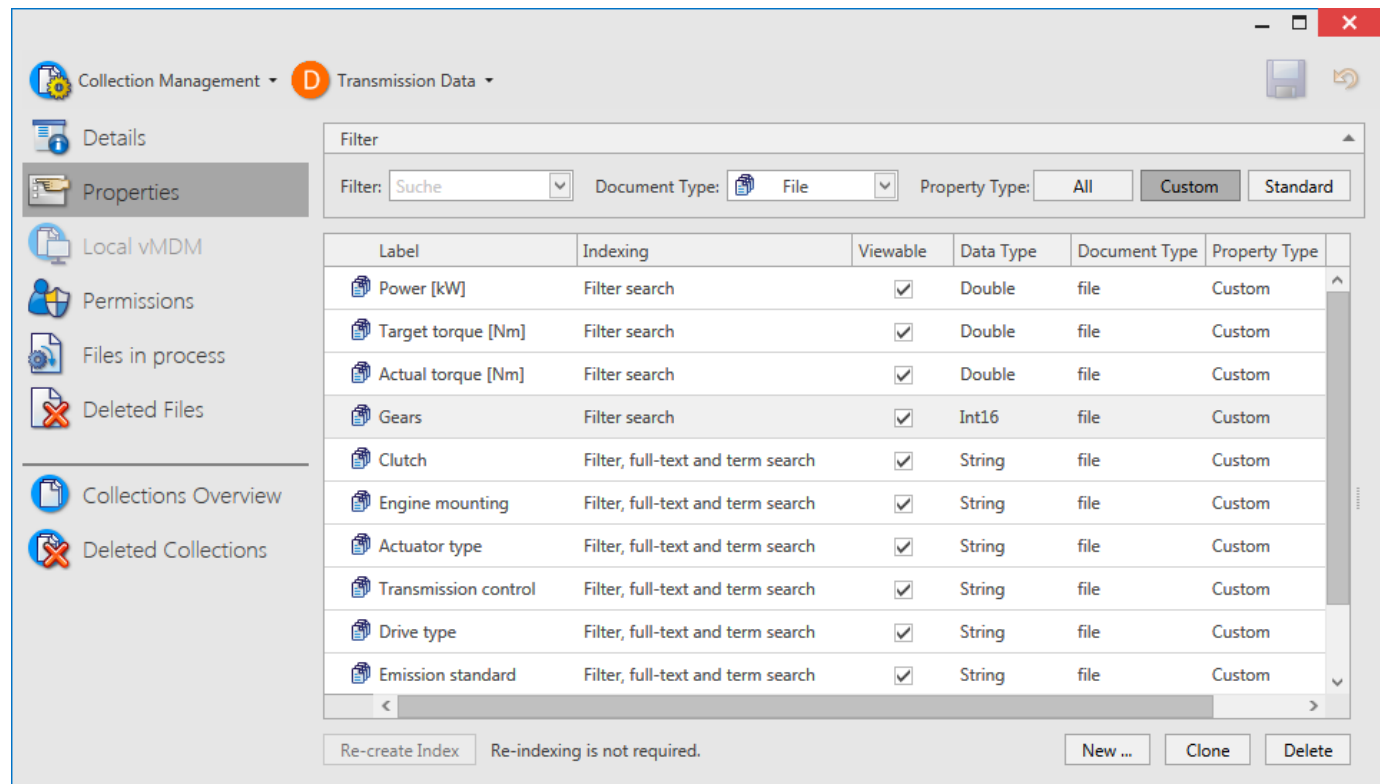 Collection Management D Transmission Data
Details
Properties
Local vMDM
Permissions
Files in process
Deleted Files
Collections Overview
Deleted Collections
Filter
Filter: Suche Document Type: File Property Type: All Custom Standard
Label Indexing Viewable Data Type Document Type Property Type
Power [kW] Filter search Double file Custom
Target torque [Nm] Filter search Double file Custom
Actual torque [Nm] Filter search Double file Custom
Gears Filter search Int16 file Custom
Clutch Filter, full-text and term search String file Custom
Engine mounting Filter, full-text and term search String file Custom
Actuator type Filter, full-text and term search String file Custom
Transmission control Filter, full-text and term search String file Custom
Drive type Filter, full-text and term search String file Custom
Emission standard Filter, full-text and term search String file Custom
Re-create Index Re-indexing is not required. New ... Clone Delete